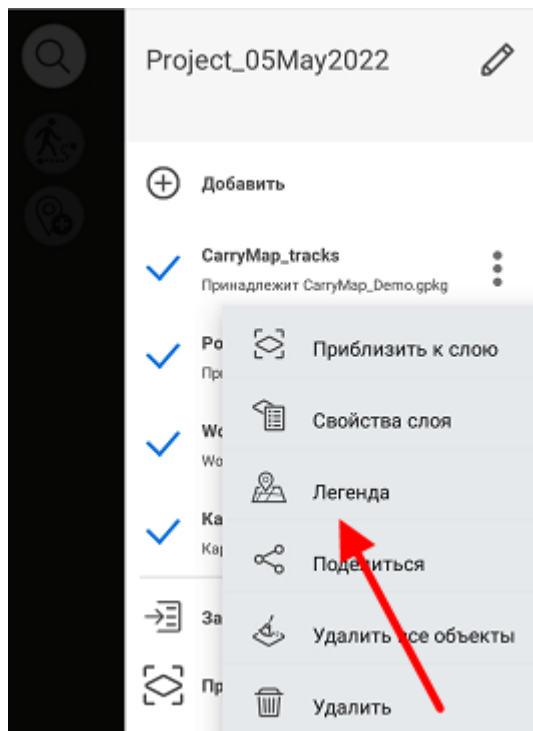 Project_05May2022
Добавить
CarryMap_tracks
Принадлежит CarryMap_Demo.gpkg
Приблизить к слою
Свойства слоя
Легенда
Поделиться
Удалить все объекты
Удалить